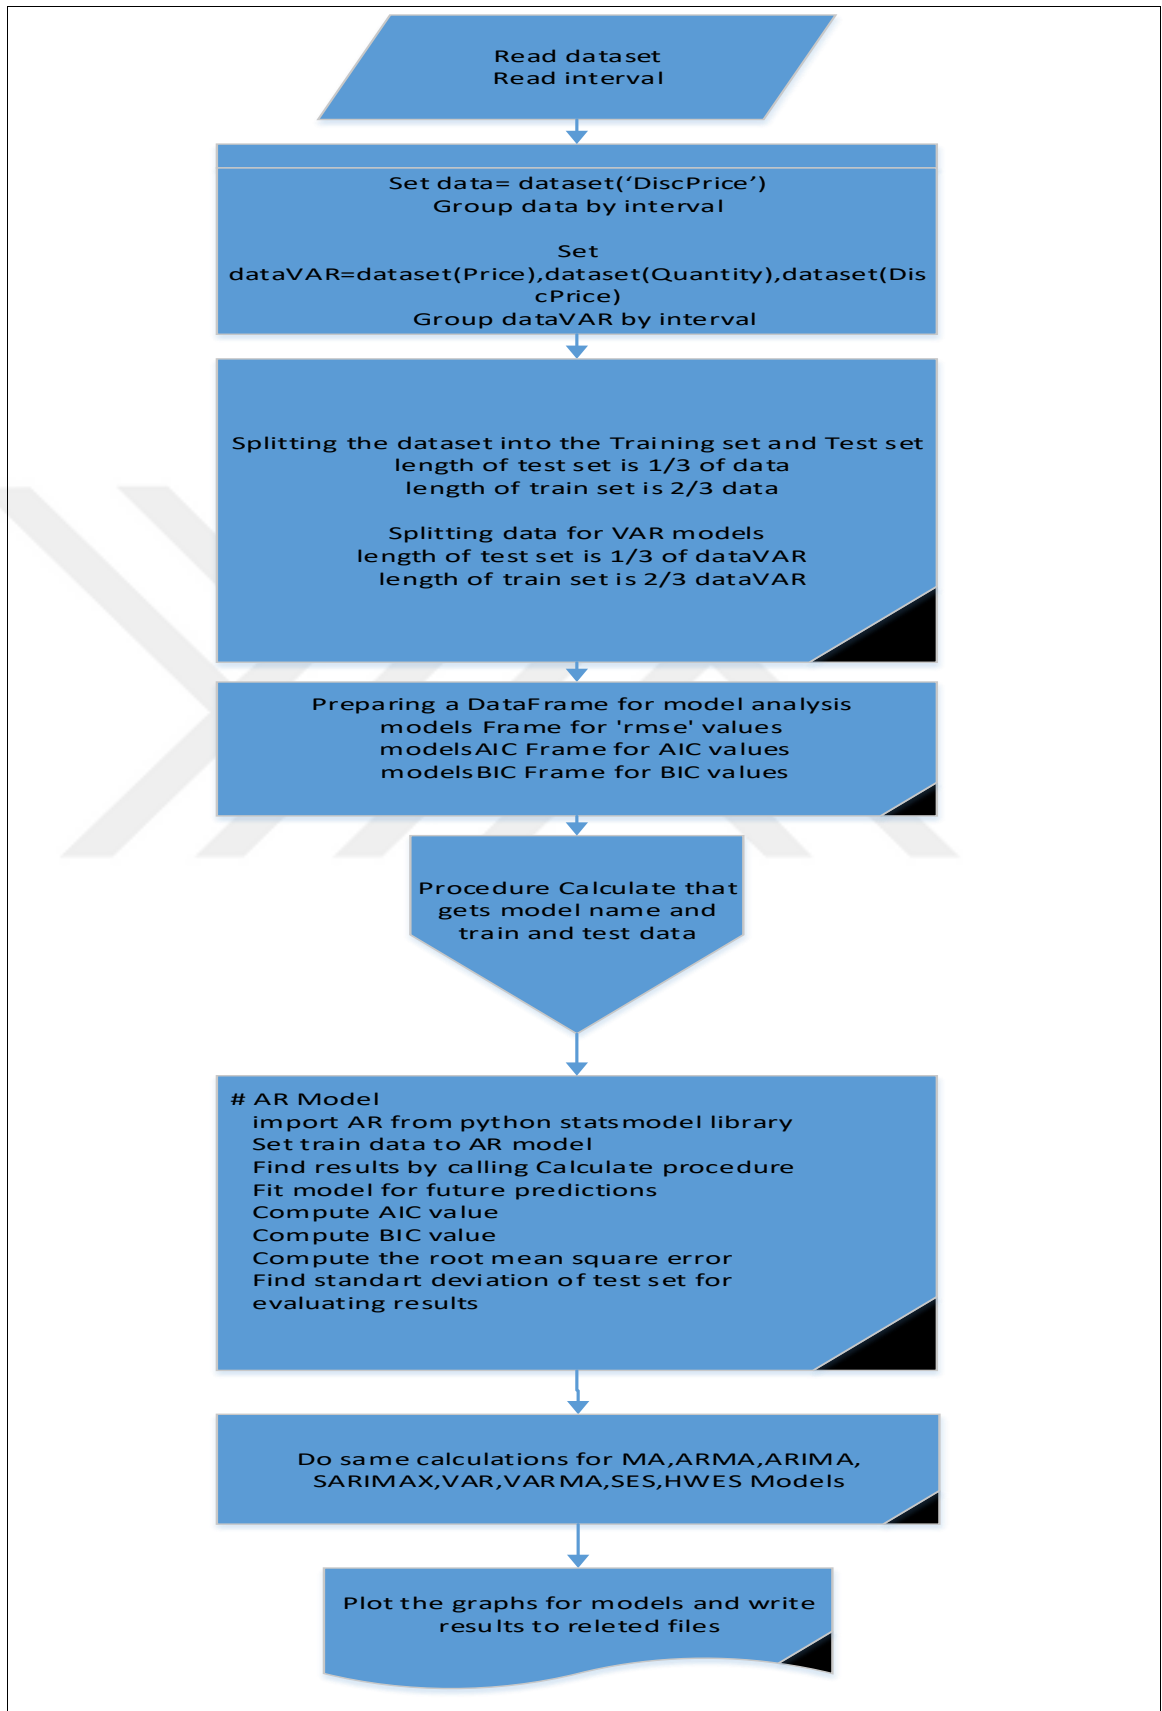 Read dataset
Read interval
Set data= dataset(‘DiscPrice’)
Group data by interval
Set
dataVAR=dataset(Price),dataset(Quantity),dataset(Dis
cPrice)
Group dataVAR by interval
Splitting the dataset into the Training set and Test set
length of test set is 1/3 of data
length of train set is 2/3 data
Splitting data for VAR models
length of test set is 1/3 of dataVAR
length of train set is 2/3 dataVAR
Preparing a DataFrame for model analysis
models Frame for 'rmse' values
modelsAIC Frame for AIC values
modelsBIC Frame for BIC values
Procedure Calculate that
gets model name and
train and test data
# AR Model
import AR from python statsmodel library
Set train data to AR model
Find results by calling Calculate procedure
Fit model for future predictions
Compute AIC value
Compute BIC value
Compute the root mean square error
Find standart deviation of test set for
evaluating results
Do same calculations for MA,ARMA,ARIMA,
SARIMAX,VAR,VARMA,SES,HWES Models
Plot the graphs for models and write
results to releted files